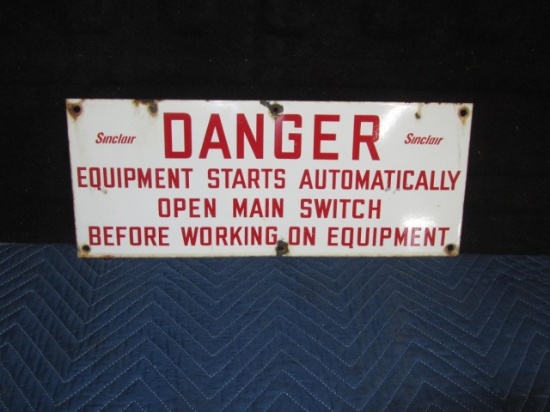 Sinclair DANGER Sinclair
EQUIPMENT STARTS AUTOMATICALLY
OPEN MAIN SWITCH
BEFORE WORKING ON EQUIPMENT